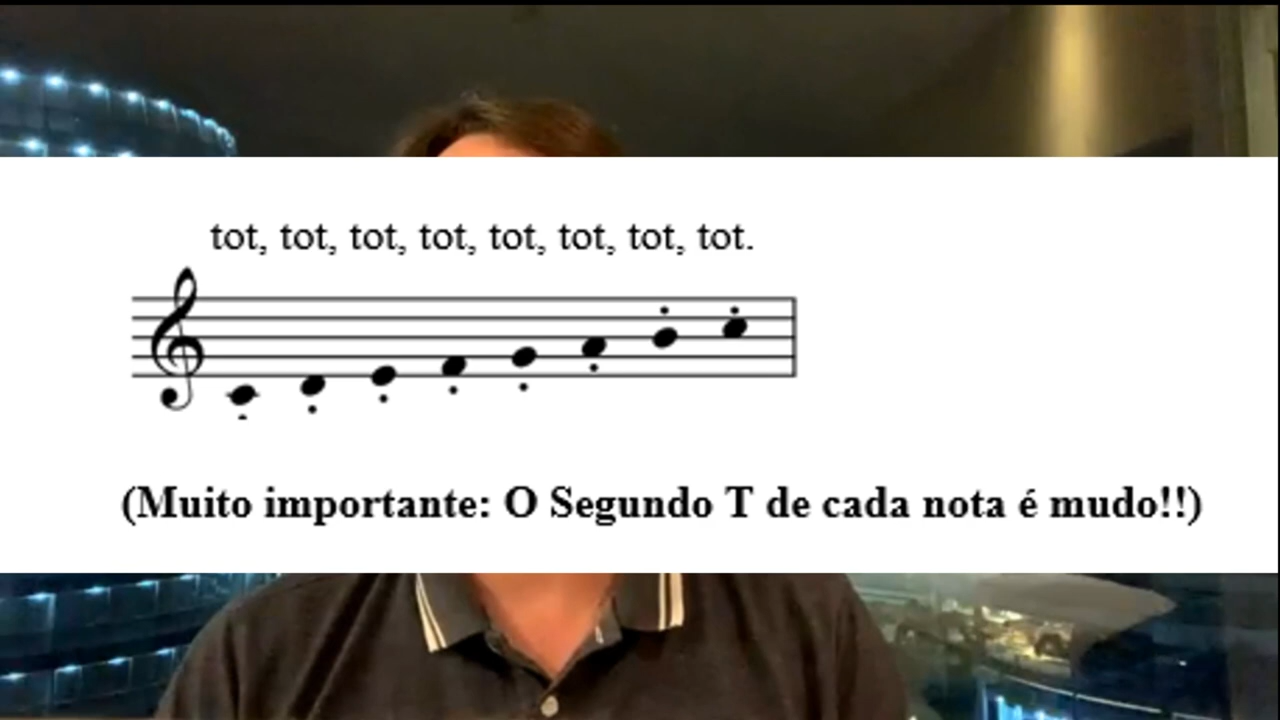 tot, tot, tot, tot, tot, tot, tot, tot.
(Muito importante: O Segundo T de cada nota é mudo!!)